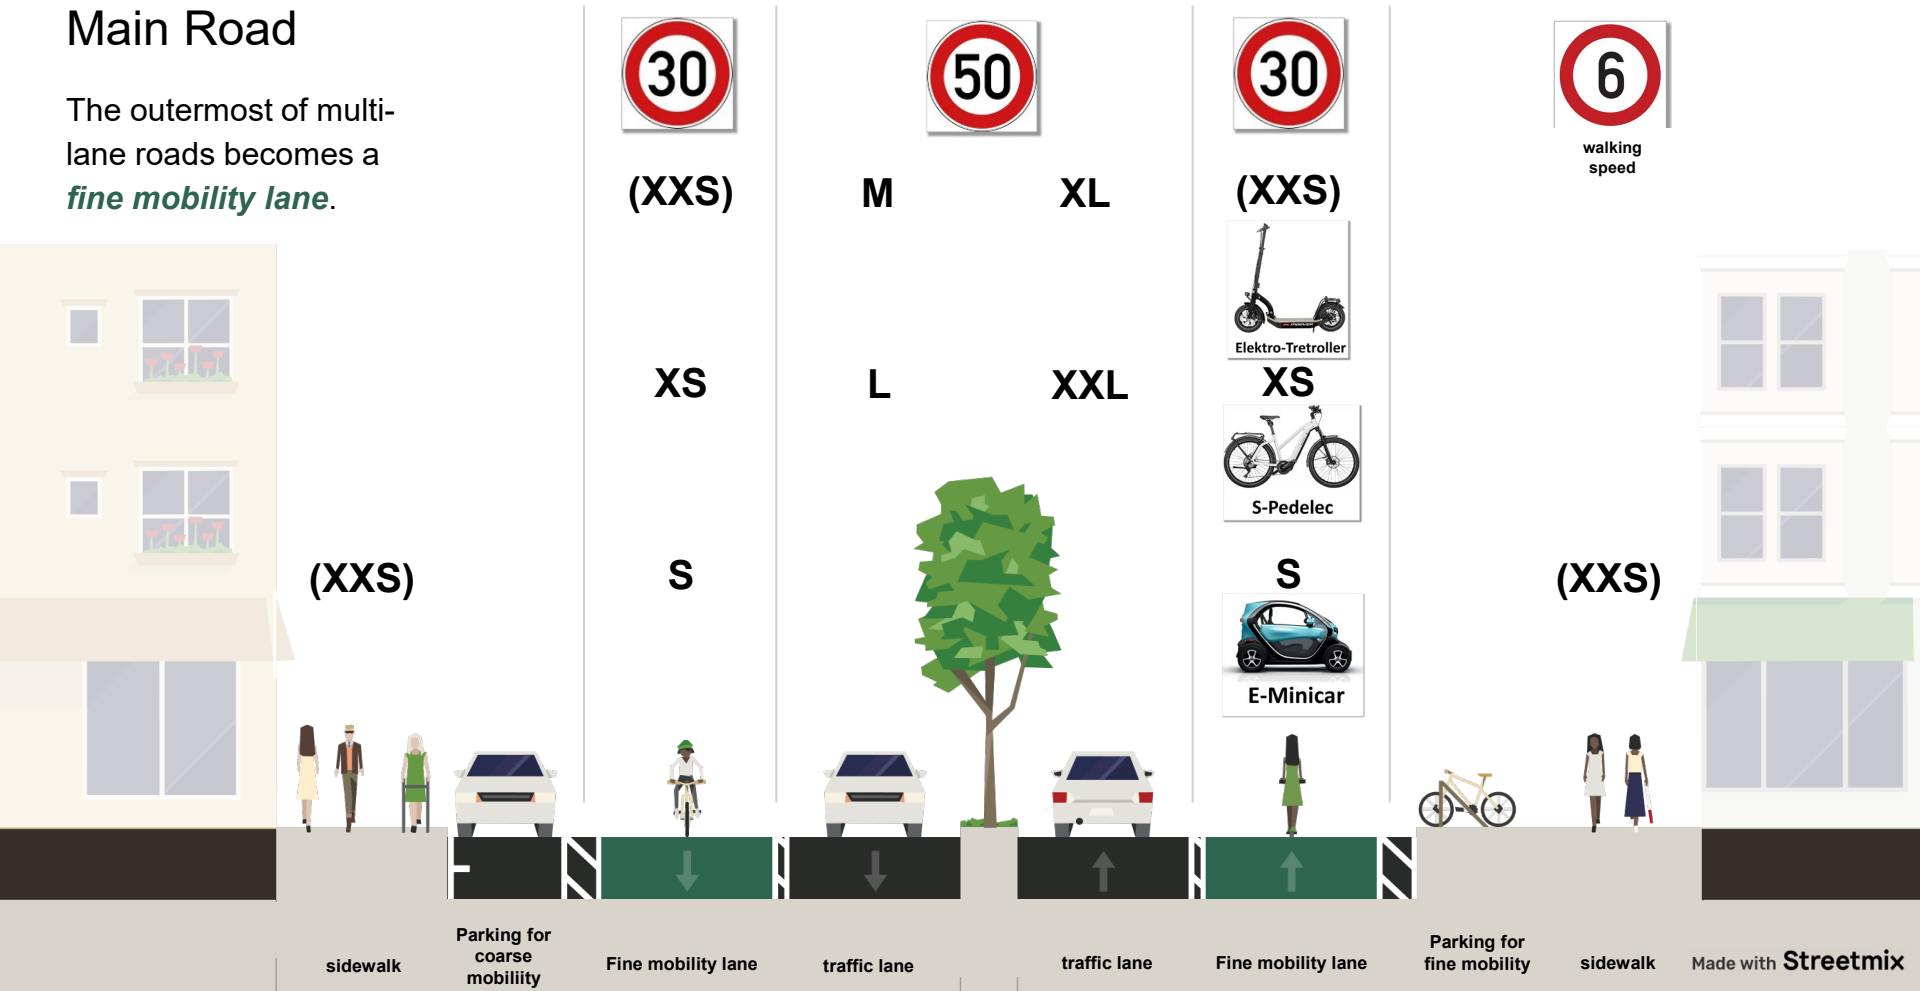 Main Road
The outermost of multi-
lane roads becomes a
fine mobility lane.
30
50
30
6
walking
speed
(XXS)
M
XL
(XXS)
Elektro-Tretroller
XS
L
XXL
XS
S-Pedelec
(XXS)
S
S
(XXS)
E-Minicar
sidewalk
Parking for
coarse
mobiliity
Fine mobility lane
traffic lane
traffic lane
Fine mobility lane
Parking for
fine mobility
sidewalk
Made with Streetmix